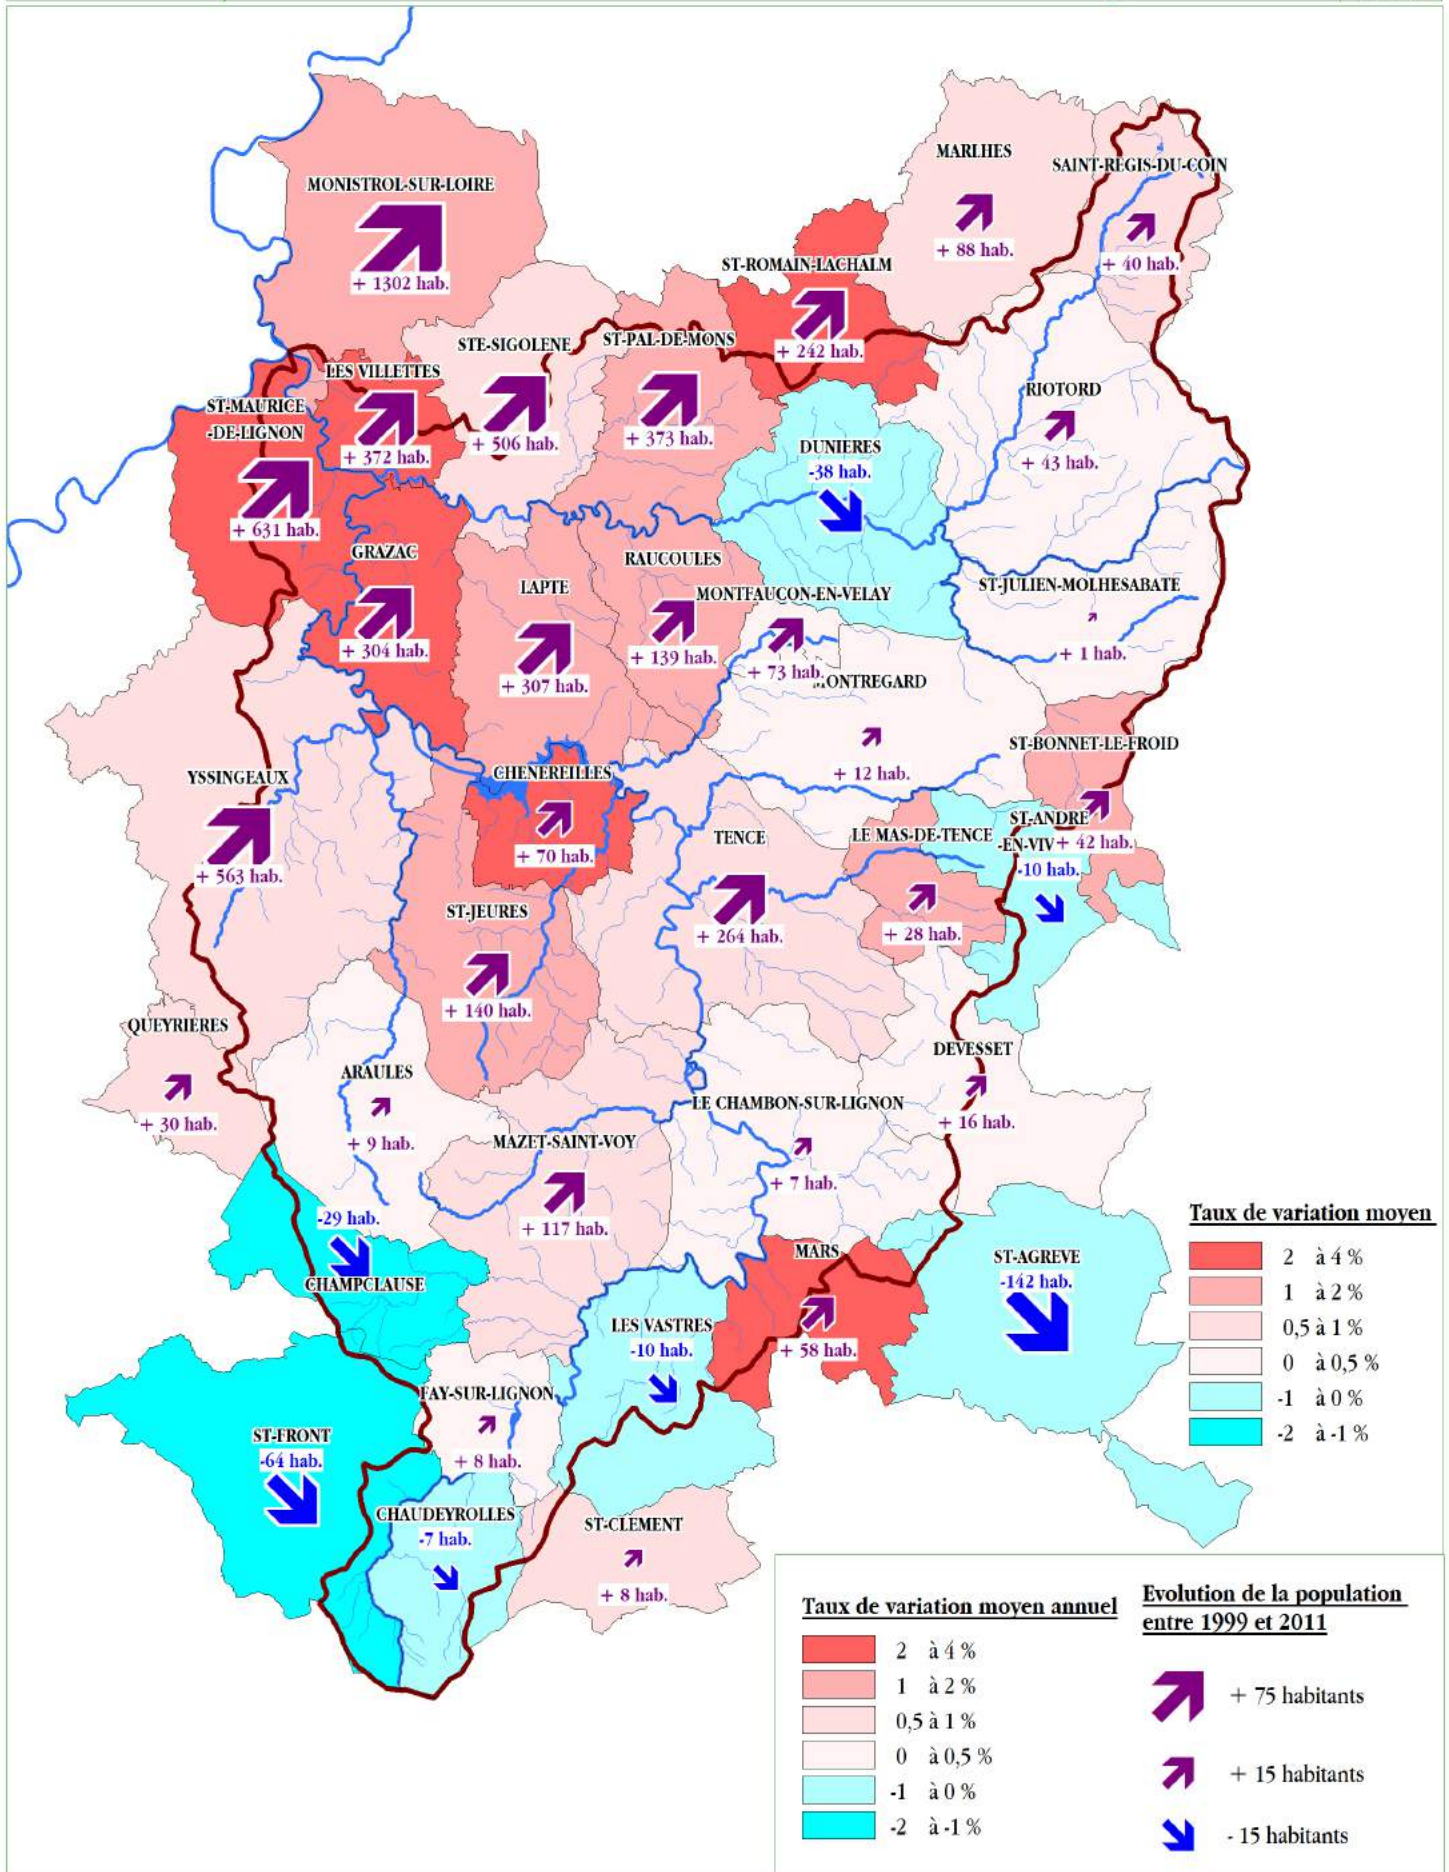 MONISTROL-SUR-LOIRE
+ 1302 hab.
MARLHES
+ 88 hab.
SAINT-REGIS-DU-COIN
+ 40 hab.
ST-ROMAIN-LACHALM
+ 242 hab.
STE-SIGOLENE
+ 506 hab.
ST-PAL-DE-MONS
+ 373 hab.
LES VILLETTES
+ 372 hab.
ST-MAURICE
-DE-LIGNON
+ 631 hab.
RIOTORD
+ 43 hab.
DUNIERES
-38 hab.
GRAZAC
+ 304 hab.
LAPTE
+ 307 hab.
RAUCOULES
+ 139 hab.
MONTFAUCON-EN-VELAY
+ 73 hab.
ST-JULIEN-MOLHESABATE
+ 1 hab.
MONTREGARD
+ 12 hab.
ST-BONNET-LE-FROID
+ 42 hab.
YSSINGEAUX
+ 563 hab.
CHENEREILLES
+ 70 hab.
TENCE
+ 264 hab.
LE MAS-DE-TENCE
+ 28 hab.
ST-ANDRE
-EN-VIV
-10 hab.
ST-JEURES
+ 140 hab.
QUEYRIERES
+ 30 hab.
ARAULES
+ 9 hab.
DEVESSET
+ 16 hab.
LE CHAMBON-SUR-LIGNON
+ 7 hab.
MAZET-SAINT-VOY
+ 117 hab.
-29 hab.
CHAMPCLAUSE
MARS
+ 58 hab.
ST-AGREVE
-142 hab.
LES VASTRES
-10 hab.
FAY-SUR-LIGNON
+ 8 hab.
ST-FRONT
-64 hab.
CHAUDEYROLLES
-7 hab.
ST-CLEMENT
+ 8 hab.
Taux de variation moyen
2 à 4 %
1 à 2 %
0,5 à 1 %
0 à 0,5 %
-1 à 0 %
-2 à -1 %
Taux de variation moyen annuel
2 à 4 %
1 à 2 %
0,5 à 1 %
0 à 0,5 %
-1 à 0 %
-2 à -1 %
Evolution de la population
entre 1999 et 2011
+ 75 habitants
+ 15 habitants
- 15 habitants